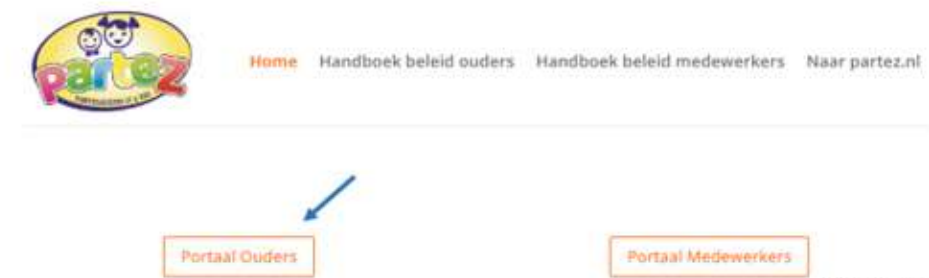 partez
Home Handboek beleid ouders Handboek beleid medewerkers Naar partez.nl
Portaal Ouders Portaal Medewerkers